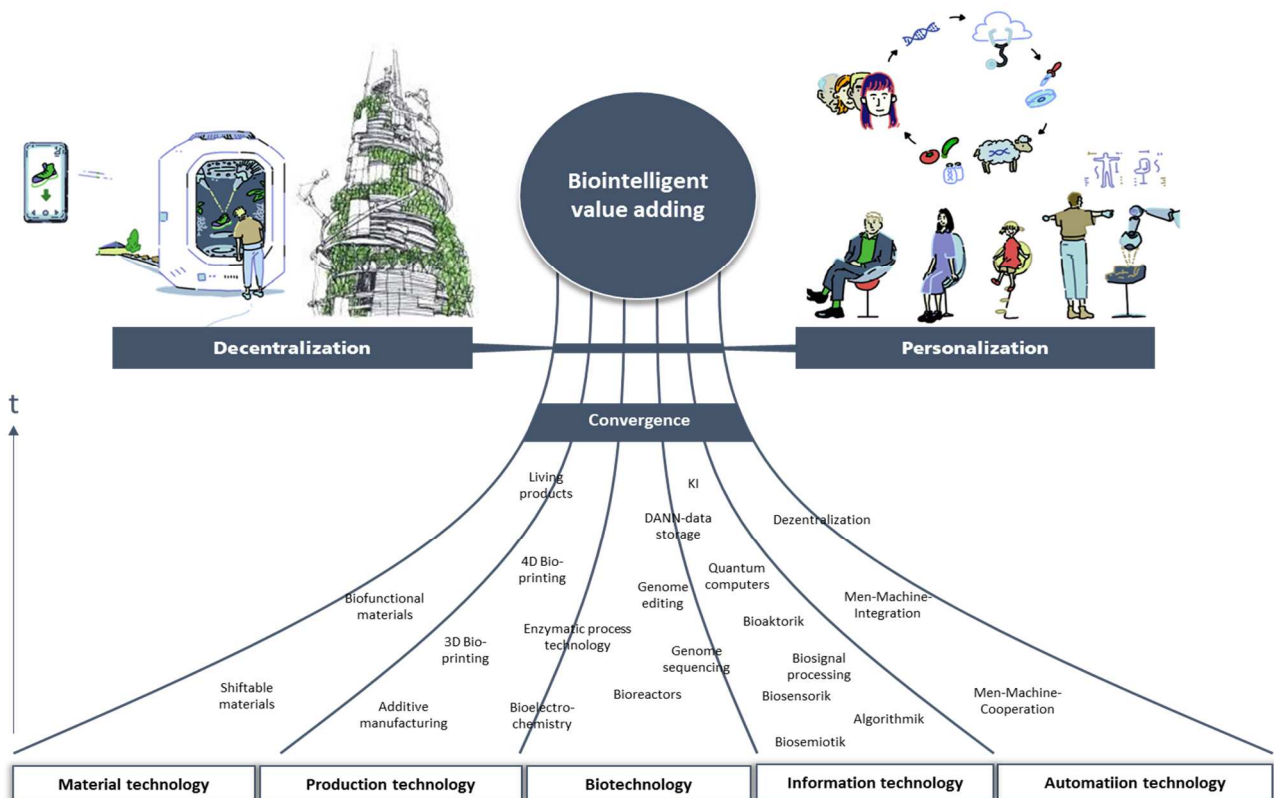 Biointelligent
value adding
Decentralization
Personalization
t
Convergence
Living
products
KI
DANN-data
storage
Dezentralization
4D Bio-
printing
Quantum
computers
Genome
editing
Biofunctional
materials
Men-Machine-
Integration
Bioaktorik
3D Bio-
printing
Enzymatic process
technology
Genome
sequencing
Biosignal
processing
Shiftable
materials
Additive
manufacturing
Bioelectro-
chemistry
Bioreactors
Biosensorik
Men-Machine-
Cooperation
Algorithmik
Biosemiotik
Material technology
Production technology
Biotechnology
Information technology
Automatiion technology